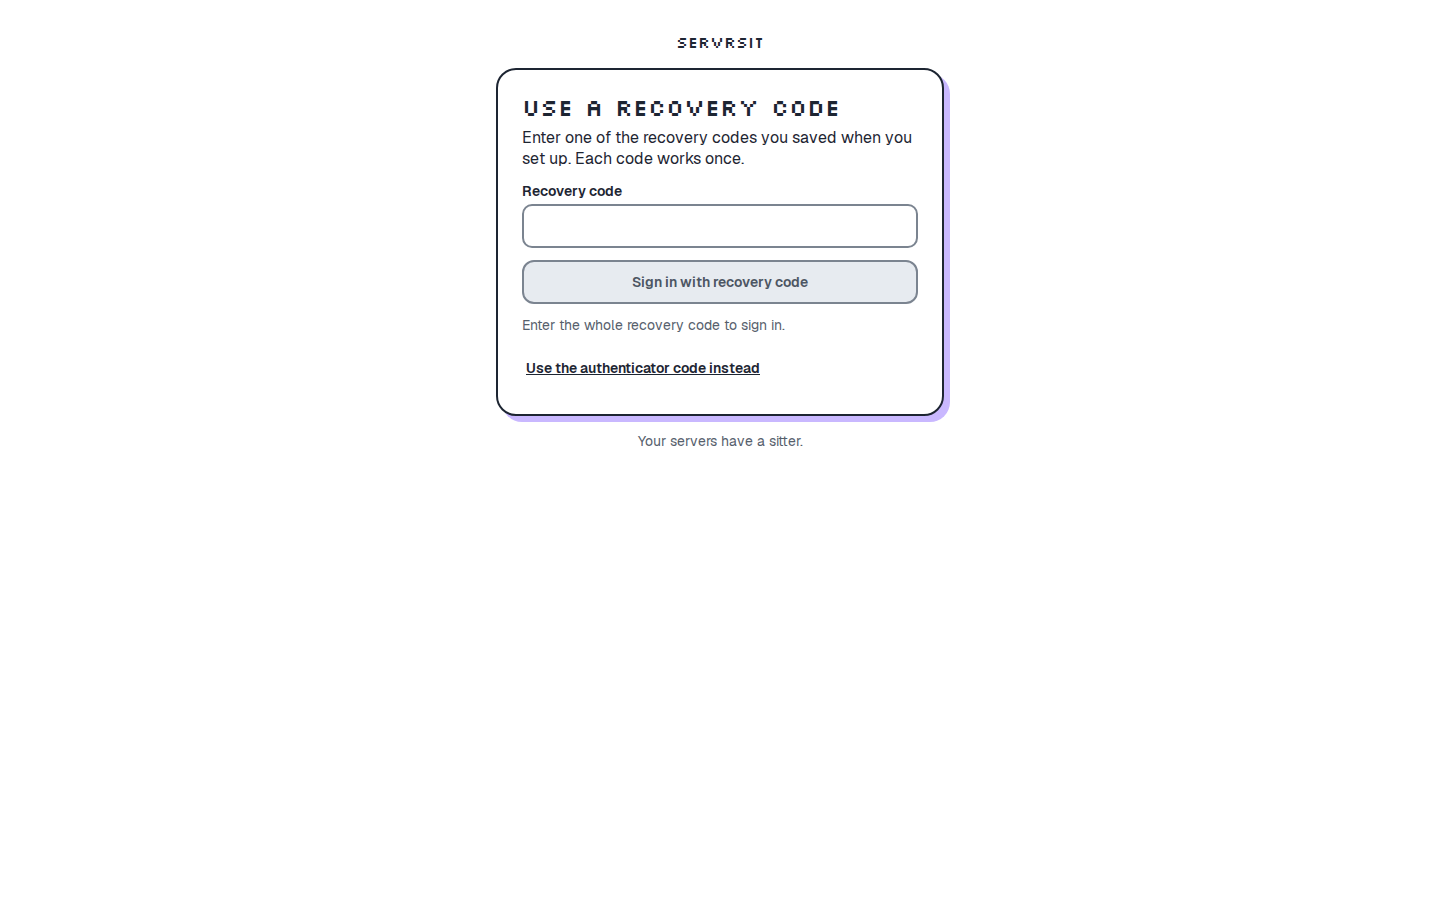 SERVRSIT
USE A RECOVERY CODE
Enter one of the recovery codes you saved when you
set up. Each code works once.
Recovery code
Sign in with recovery code
Enter the whole recovery code to sign in.
Use the authenticator code instead
Your servers have a sitter.